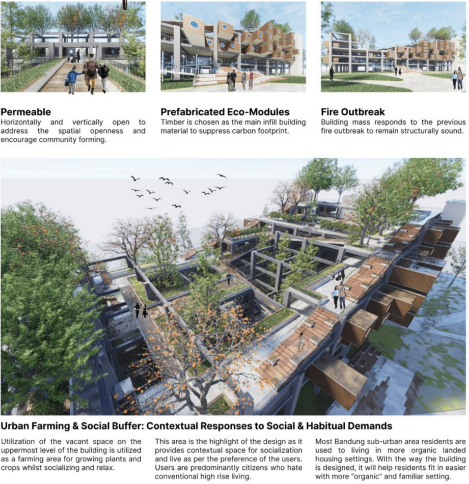 Permeable
Horizontally and vertically open to
address the spatial openness and
encourage community forming.
Prefabricated Eco-Modules
Timber is chosen as the main infill building
material to suppress carbon footprint.
Fire Outbreak
Building mass responds to the previous
fire outbreak to remain structurally sound.
Urban Farming & Social Buffer: Contextual Responses to Social & Habitual Demands
Utilization of the vacant space on the
uppermost level of the building is utilized
as a farming area for growing plants and
crops whilst socializing and relax.
This area is the highlight of the design as it
provides contextual space for socialization
and live as per the preference of the users.
Users are predominantly citizens who hate
conventional high rise living.
Most Bandung sub-urban area residents are
used to living in more organic landed
housing settings. With the way the building
is designed, it will help residents fit in easier
with more "organic" and familiar setting.